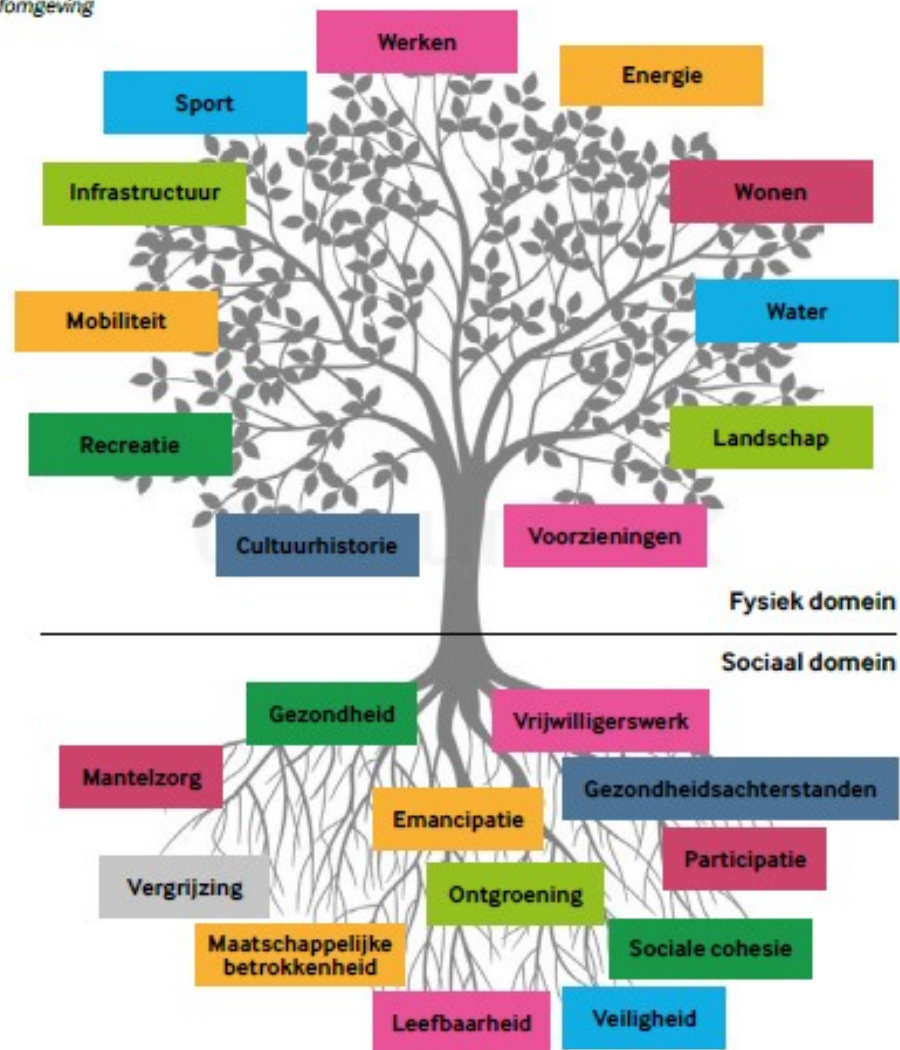 fomgeving
Werken
Energie
Sport
Infrastructuur
Wonen
Mobiliteit
Water
Recreatie
Landschap
Cultuurhistorie
Voorzieningen
Fysiek domein
Sociaal domein
Gezondheid
Vrijwilligerswerk
Mantelzorg
Gezondheidsachterstanden
Emancipatie
Participatie
Vergrijzing
Ontgroening
Maatschappelijke
betrokkenheid
Sociale cohesie
Leefbaarheid
Veiligheid